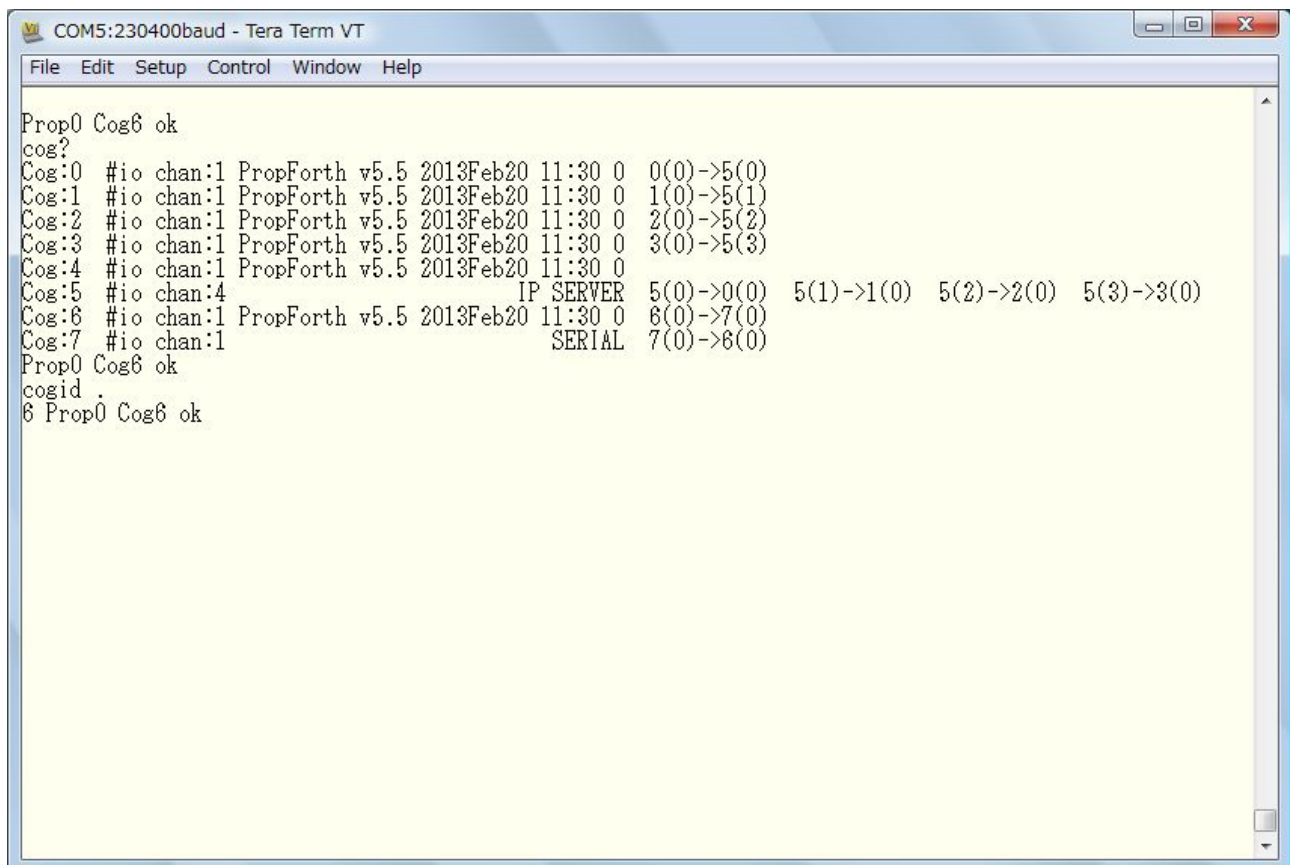 COM5:230400baud - Tera Term VT
File Edit Setup Control Window Help
Prop0 Cog6 ok
cog?
Cog:0  #io chan:1 PropForth v5.5 2013Feb20 11:30 0  0(0)->5(0)
Cog:1  #io chan:1 PropForth v5.5 2013Feb20 11:30 0  1(0)->5(1)
Cog:2  #io chan:1 PropForth v5.5 2013Feb20 11:30 0  2(0)->5(2)
Cog:3  #io chan:1 PropForth v5.5 2013Feb20 11:30 0  3(0)->5(3)
Cog:4  #io chan:1 PropForth v5.5 2013Feb20 11:30 0
Cog:5  #io chan:4                                  IP SERVER  5(0)->0(0)  5(1)->1(0)  5(2)->2(0)  5(3)->3(0)
Cog:6  #io chan:1 PropForth v5.5 2013Feb20 11:30 0  6(0)->7(0)
Cog:7  #io chan:1                                     SERIAL  7(0)->6(0)
Prop0 Cog6 ok
cogid .
6 Prop0 Cog6 ok